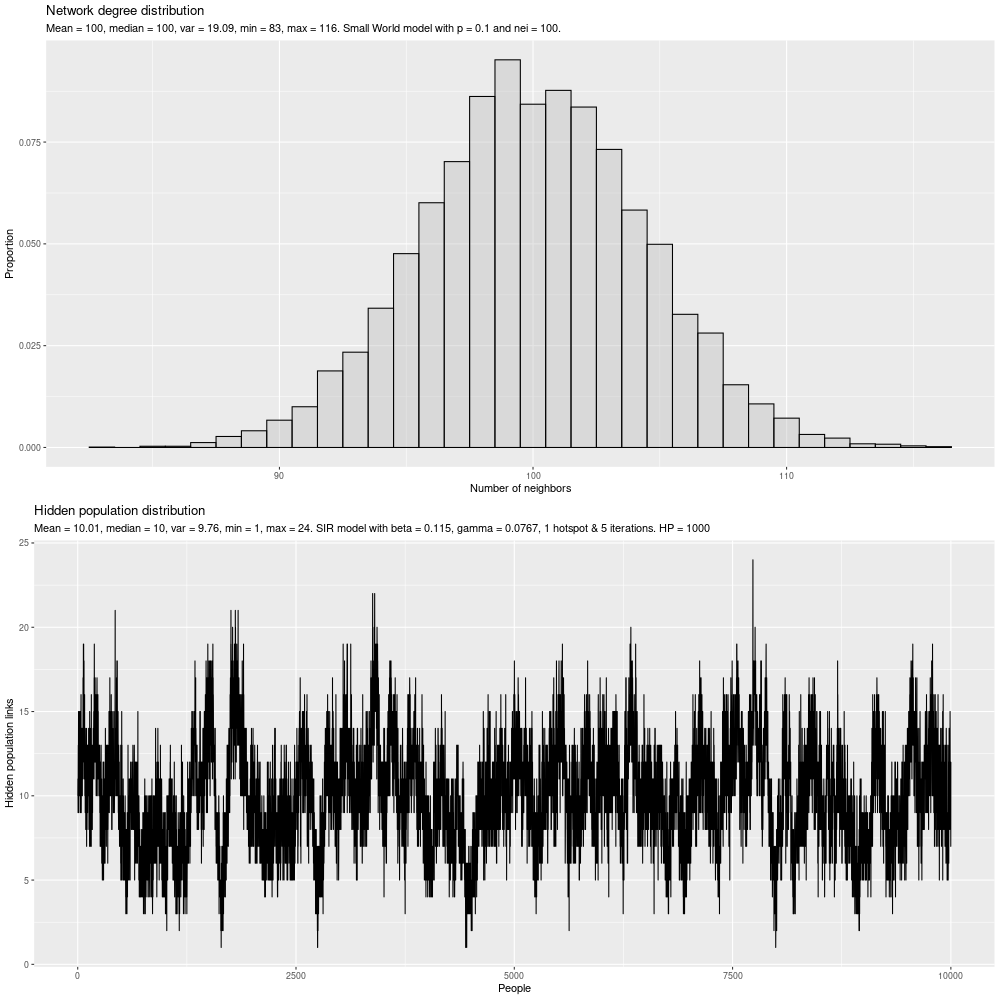 Network degree distribution
Mean = 100, median = 100, var = 19.09, min = 83, max = 116. Small World model with p = 0.1 and nei = 100.
Proportion
0.075
0.050
0.025
0.000
90 100 110
Number of neighbors
Hidden population distribution
Mean = 10.01, median = 10, var = 9.76, min = 1, max = 24. SIR model with beta = 0.115, gamma = 0.0767, 1 hotspot & 5 iterations. HP = 1000
Hidden population links
25
20
15
10
5
0
0 2500 5000 7500 10000
People